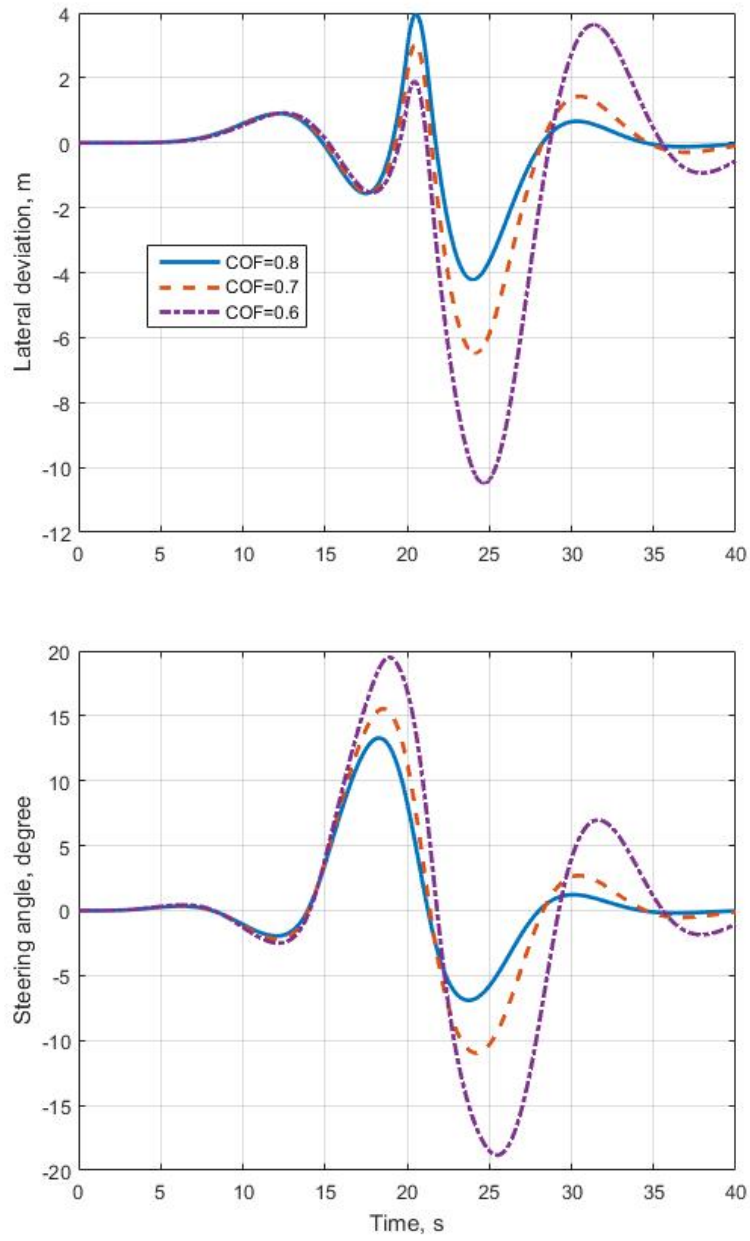 4
2
0
-2
-4
-6
-8
-10
-12
Lateral deviation, m
COF=0.8
COF=0.7
COF=0.6
0 5 10 15 20 25 30 35 40
20
15
10
5
0
-5
-10
-15
-20
Steering angle, degree
0 5 10 15 20 25 30 35 40
Time, s